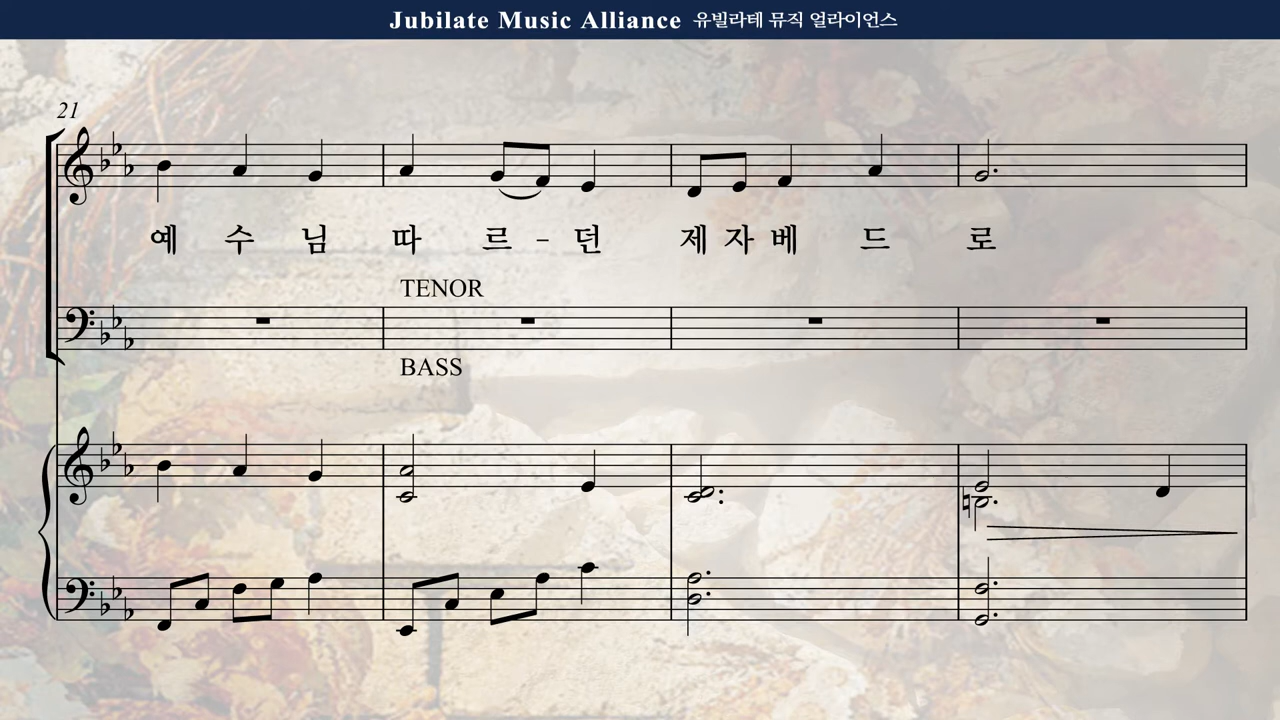 Jubilate Music Alliance 유빌라테 뮤직 얼라이언스
21
예 수 님 따 르 - 던 제 자 베 드 로
TENOR
BASS